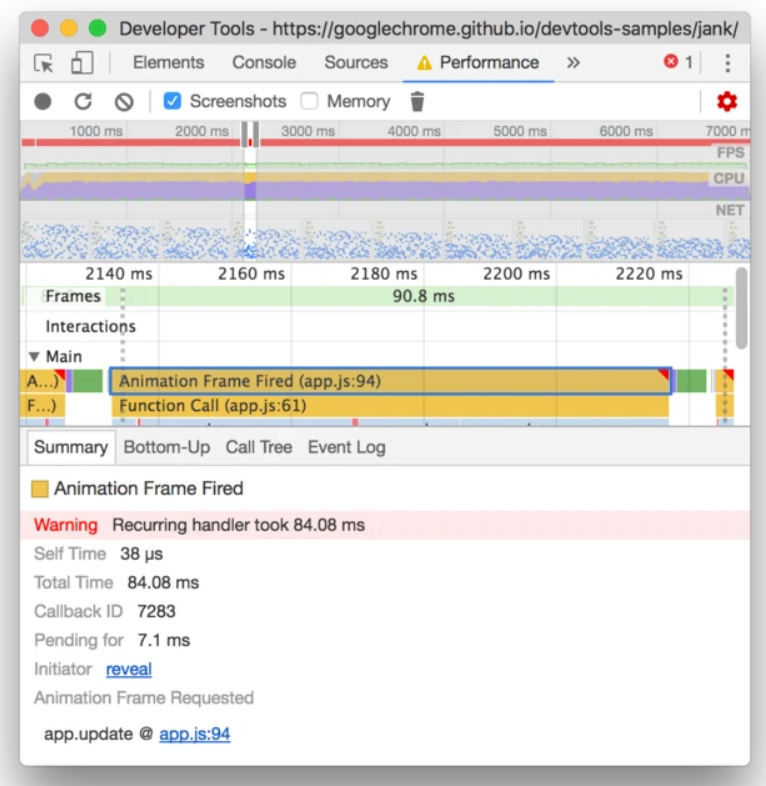 Developer Tools - https://googlechrome.github.io/devtools-samples/jank/
Elements Console Sources Performance » 1
Screenshots Memory
1000 ms 2000 ms 3000 ms 4000 ms 5000 ms 6000 ms 7000 m
FPS
CPU
NET
2140 ms 2160 ms 2180 ms 2200 ms 2220 ms
Frames 90.8 ms
Interactions
▼ Main
A...) Animation Frame Fired (app.js:94)
F...) Function Call (app.js:61)
Summary Bottom-Up Call Tree Event Log
Animation Frame Fired
Warning Recurring handler took 84.08 ms
Self Time 38 μs
Total Time 84.08 ms
Callback ID 7283
Pending for 7.1 ms
Initiator reveal
Animation Frame Requested
app.update @ app.js:94